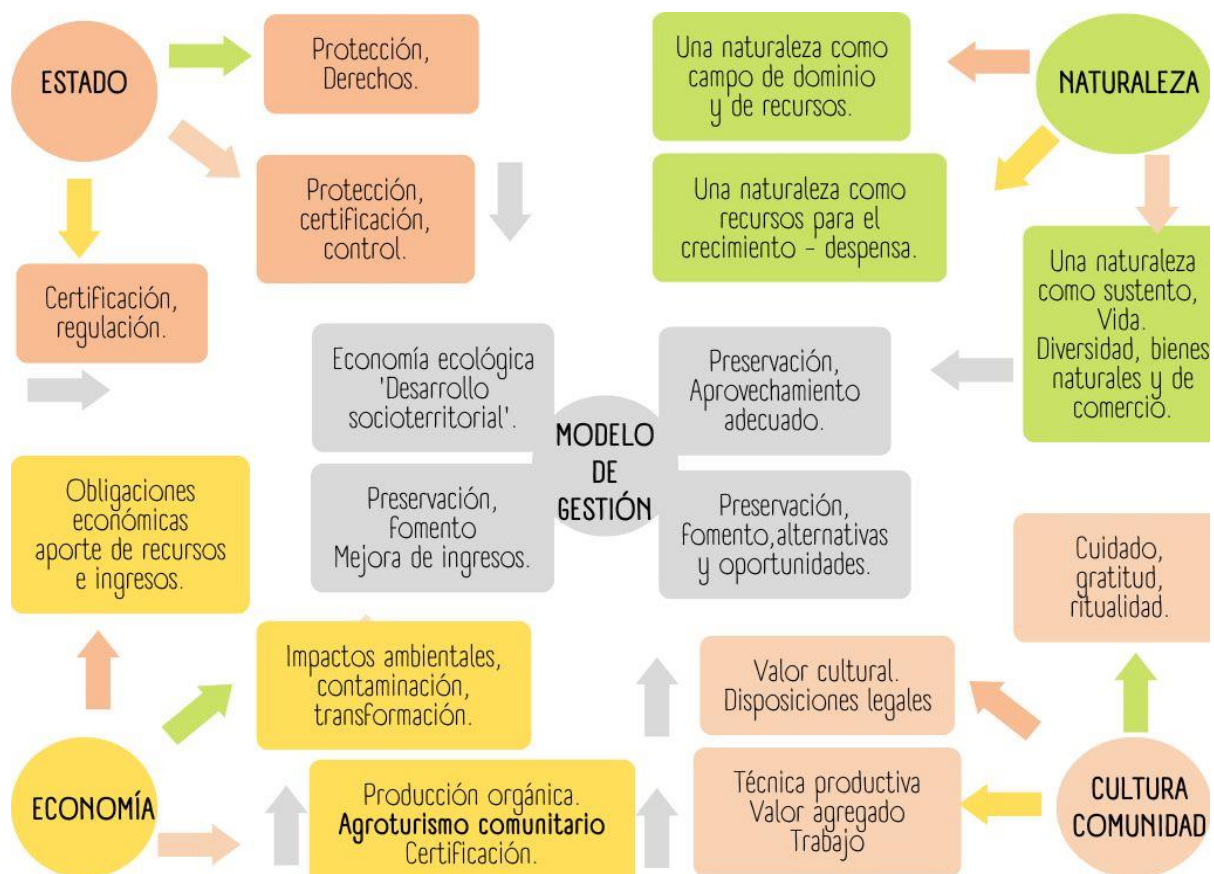 ESTADO
Protección,
Derechos.
Protección,
certificación,
control.
Certificación,
regulación.
Una naturaleza como
campo de dominio
y de recursos.
NATURALEZA
Una naturaleza como
recursos para el
crecimiento - despensa.
Una naturaleza
como sustento,
Vida.
Diversidad, bienes
naturales y de
comercio.
Economía ecológica
'Desarrollo
socioterritorial'.
Preservación,
Aprovechamiento
adecuado.
MODELO
DE
GESTIÓN
Preservación,
fomento
Mejora de ingresos.
Preservación,
fomento,alternativas
y oportunidades.
Obligaciones
económicas
aporte de recursos
e ingresos.
Impactos ambientales,
contaminación,
transformación.
ECONOMÍA
Producción orgánica.
Agroturismo comunitario
Certificación.
Cuidado,
gratitud,
ritualidad.
Valor cultural.
Disposiciones legales
Técnica productiva
Valor agregado
Trabajo
CULTURA
COMUNIDAD